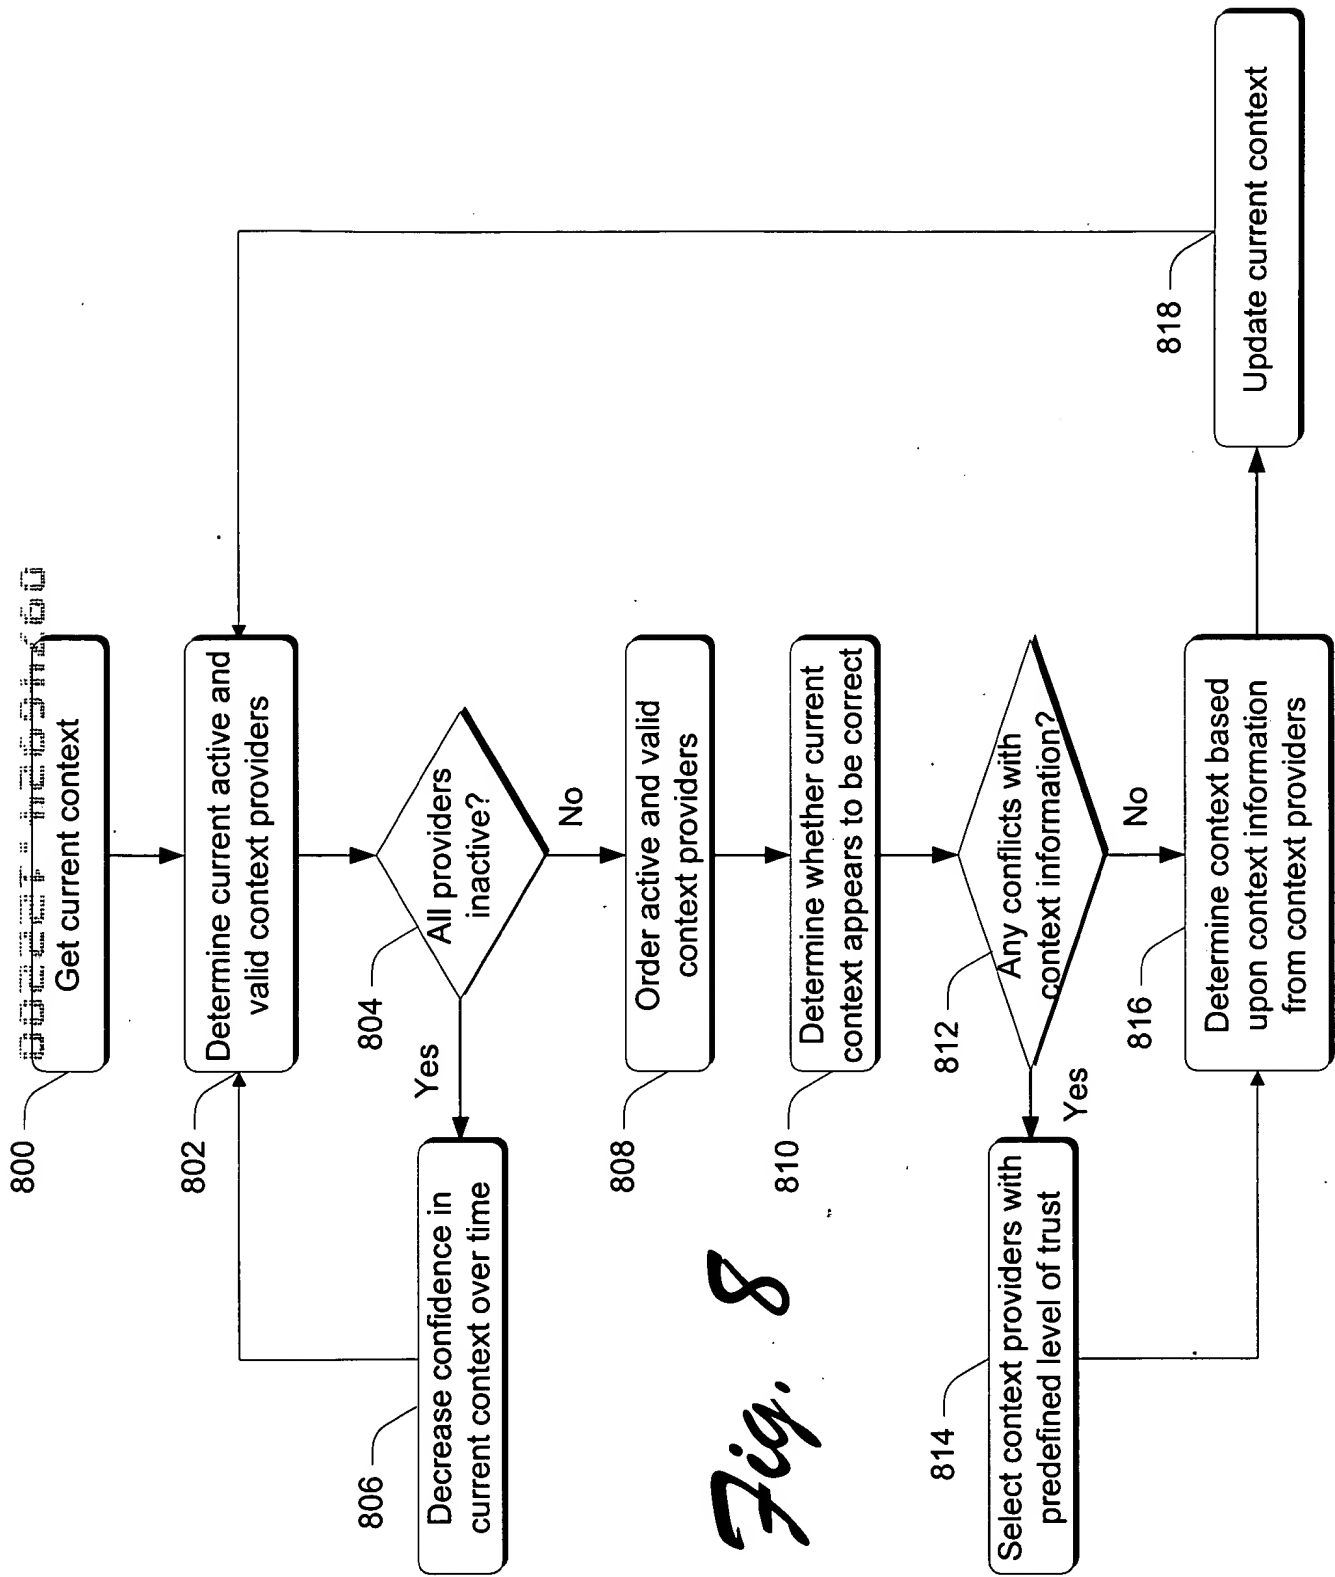 800
Get current context
802
Determine current active and
valid context providers
804
All providers
inactive?
Yes
No
806
Decrease confidence in
current context over time
808
Order active and valid
context providers
810
Determine whether current
context appears to be correct
812
Any conflicts with
context information?
Yes
No
814
Select context providers with
predefined level of trust
816
Determine context based
upon context information
from context providers
818
Update current context
Fig. 8